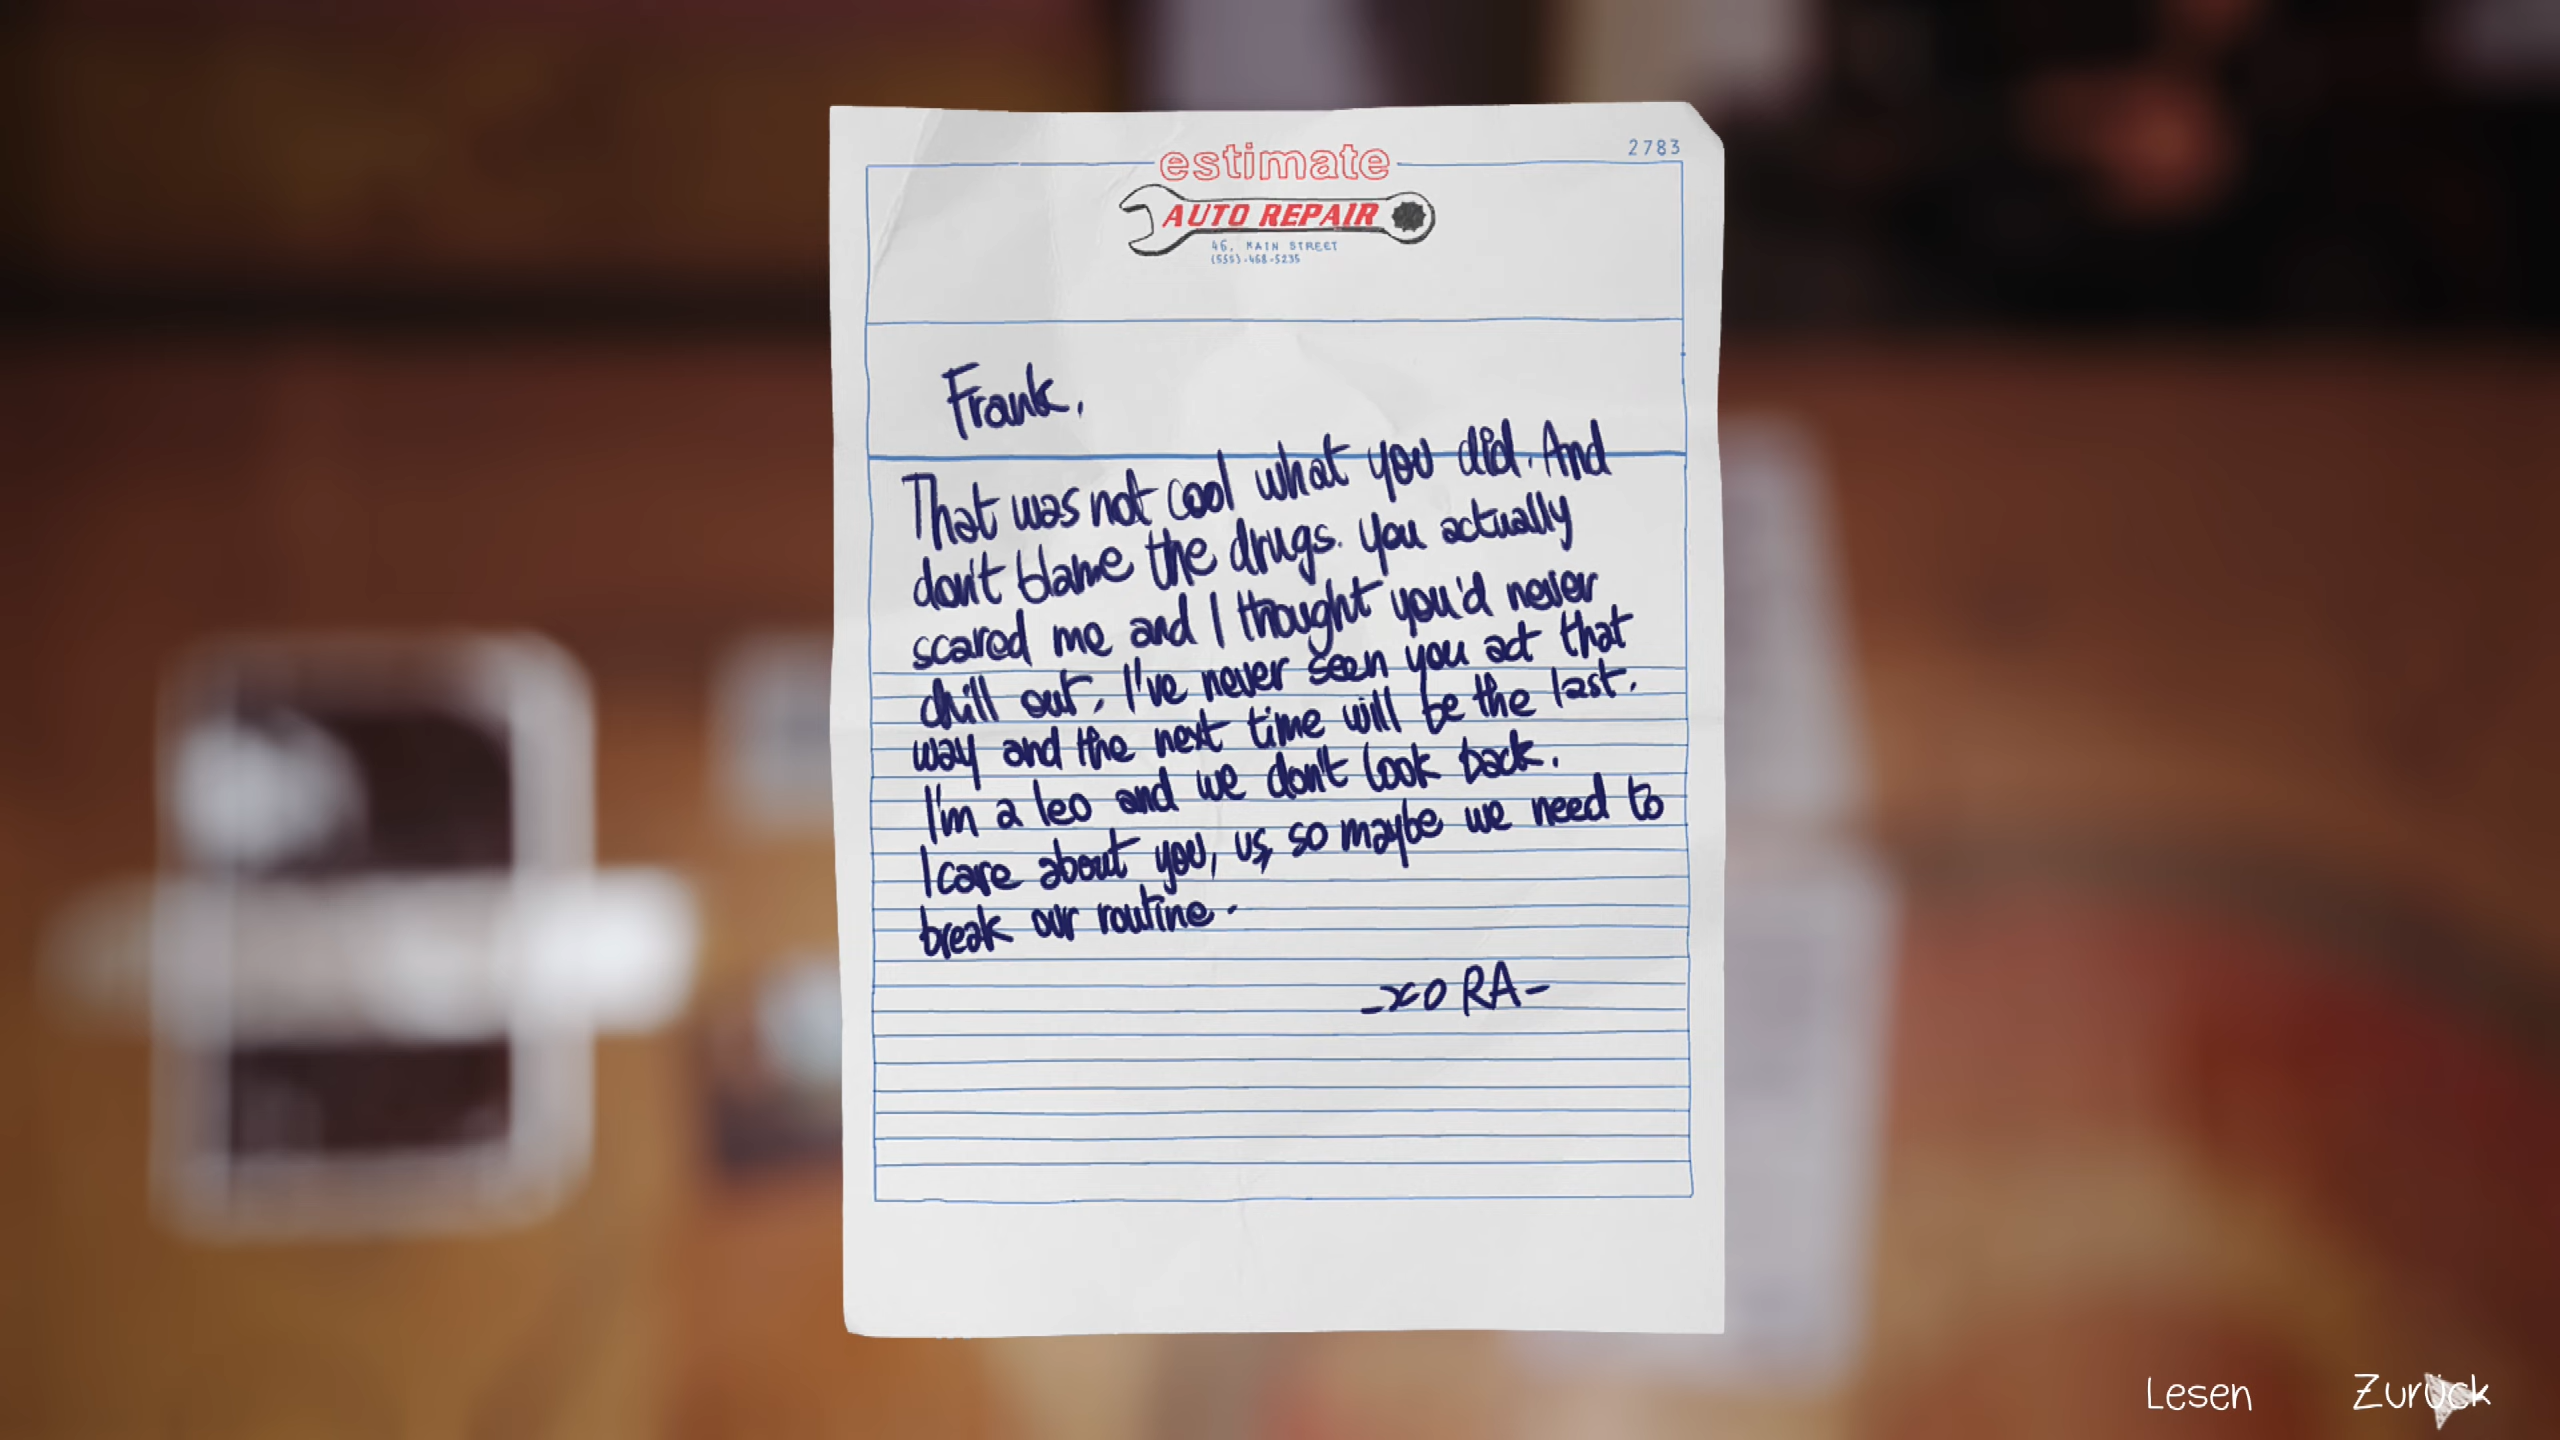 2783
estimate
AUTO REPAIR
46, MAIN STREET
(555)-468-5235
Frank,
That was not cool what you did. And
don't blame the drugs. You actually
scared me and I thought you'd never
chill out. I've never seen you act that
way and the next time will be the last.
I'm a leo and we don't look back.
I care about you, us, so maybe we need to
break our routine.
-xo RA-
Lesen Zurück